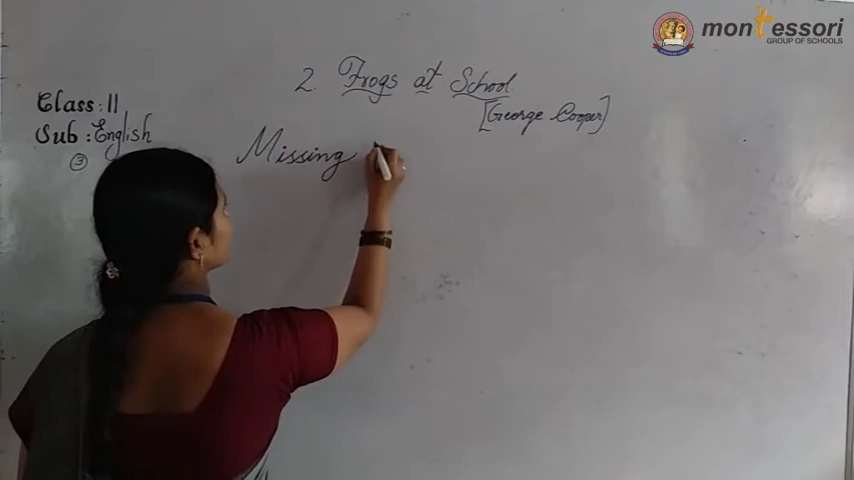 montessori
GROUP OF SCHOOLS
2. Frogs at School.
[George Cooper]
Class: II
Sub: English
3
Missing